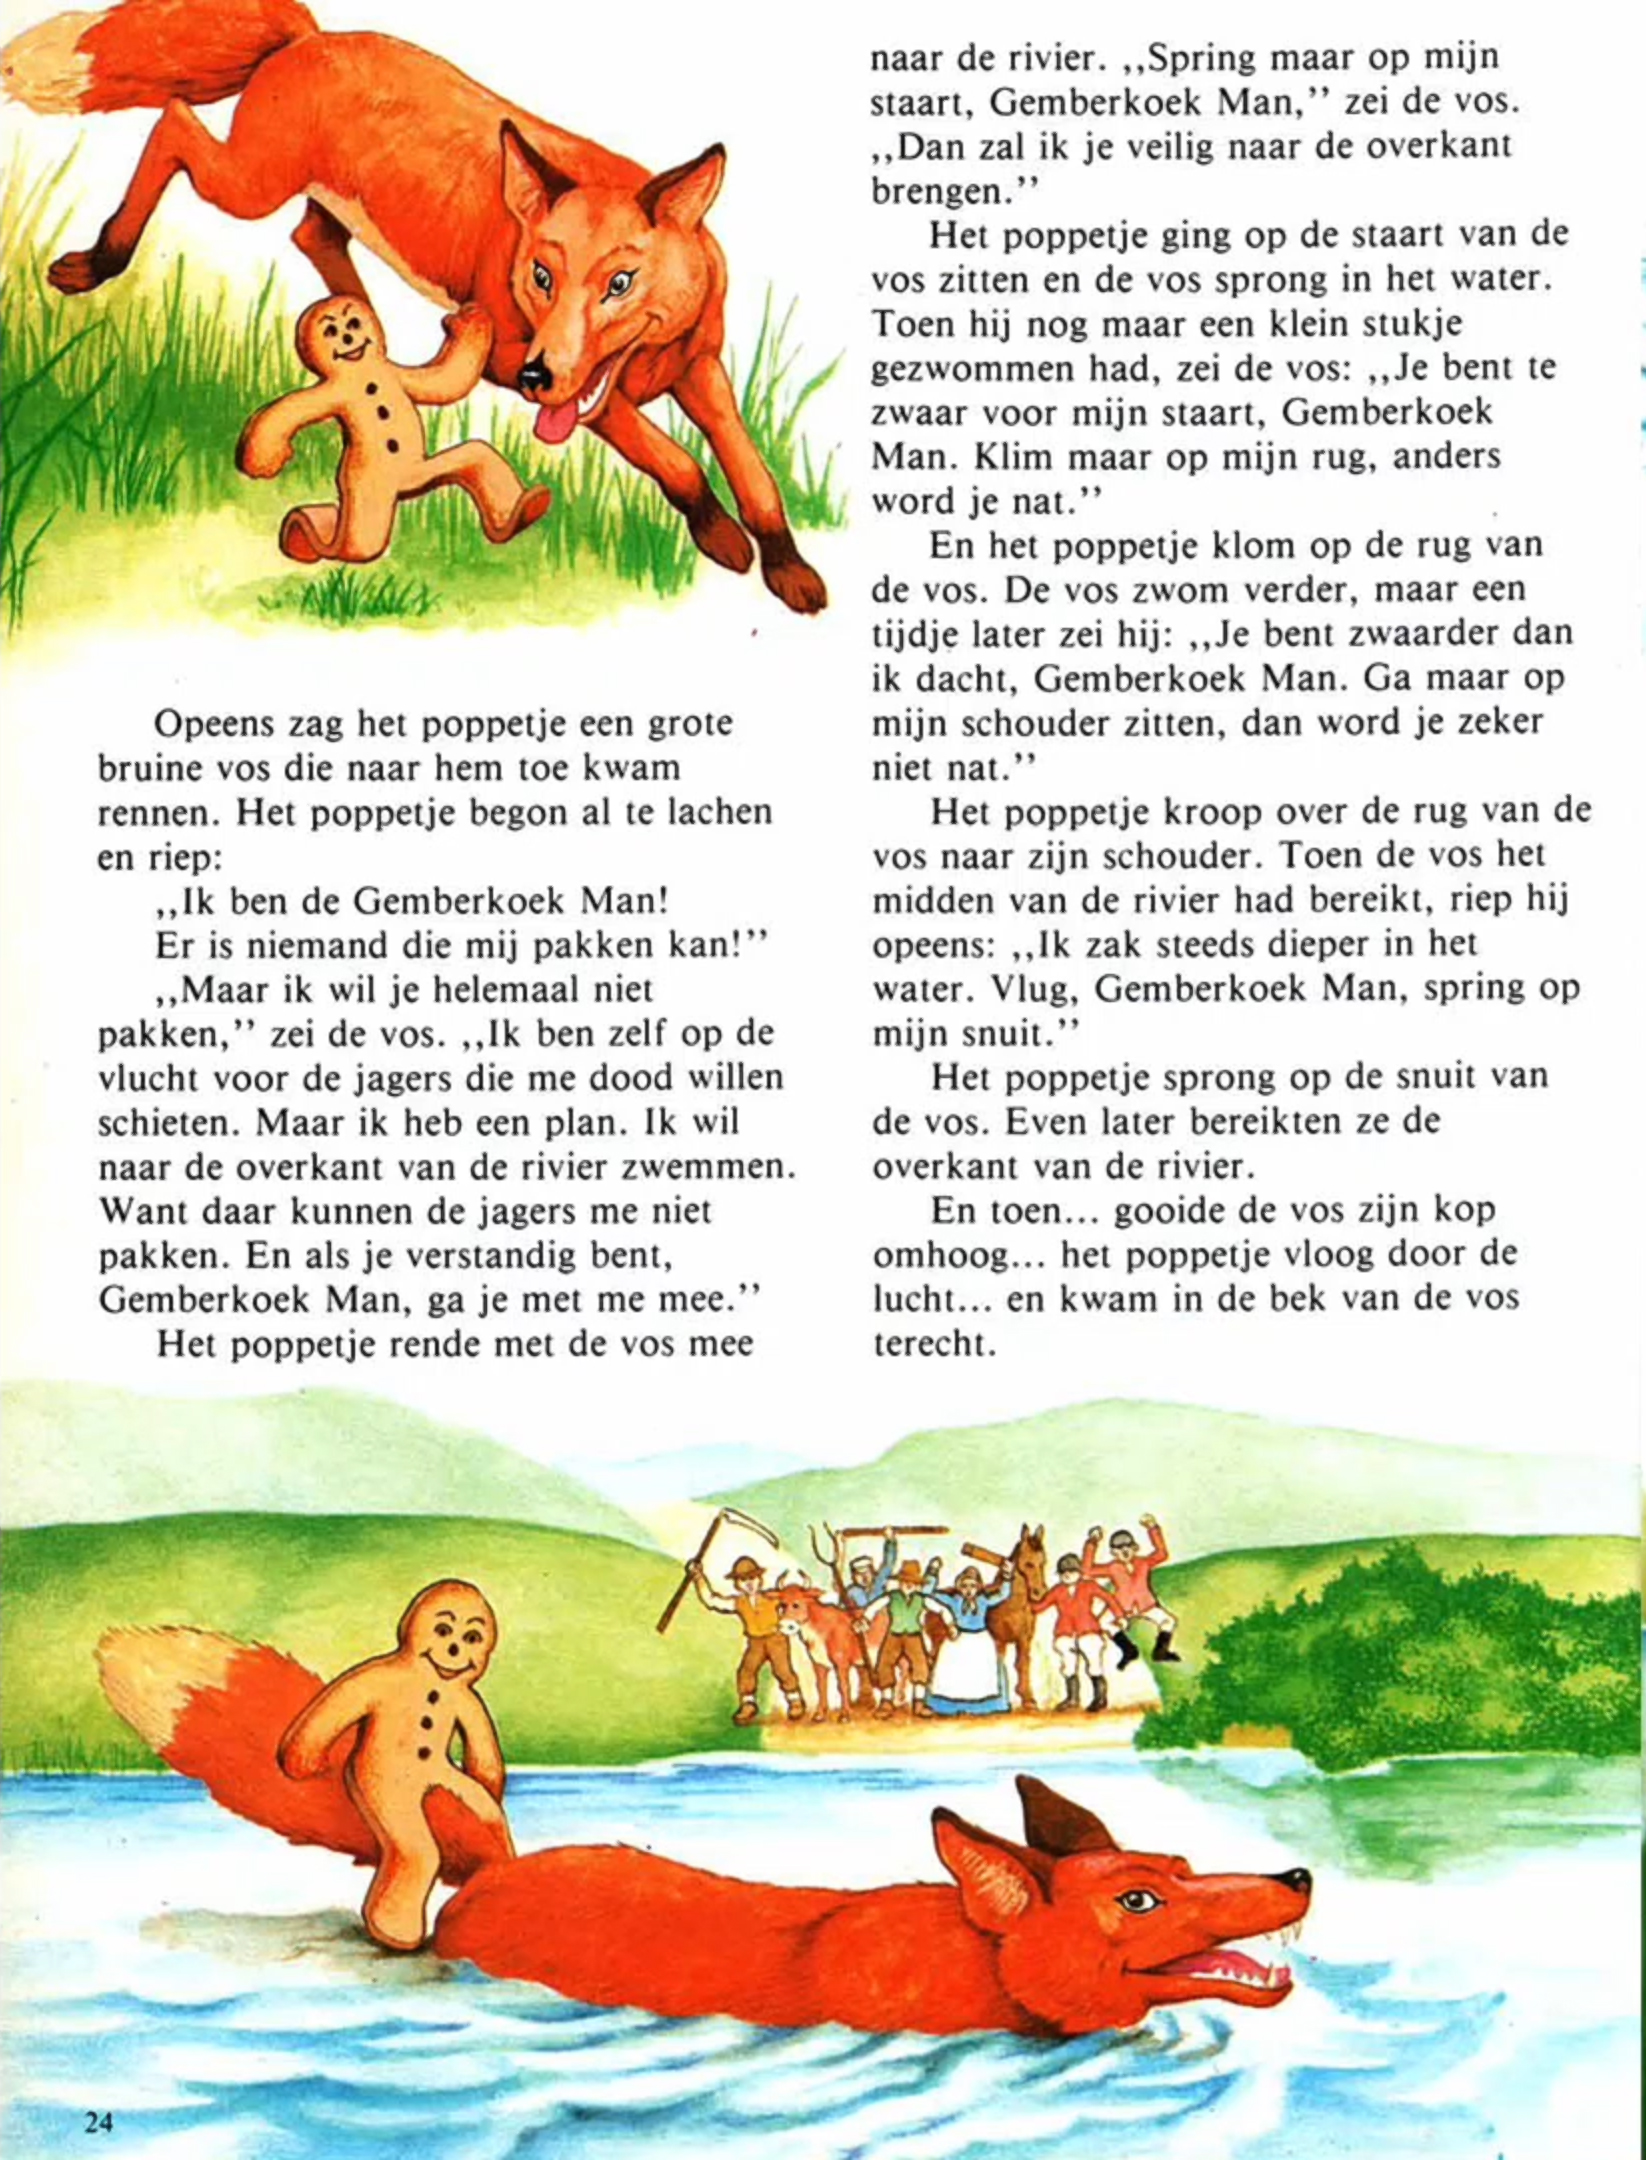 Opeens zag het poppetje een grote
bruine vos die naar hem toe kwam
rennen. Het poppetje begon al te lachen
en riep:
,,Ik ben de Gemberkoek Man!
Er is niemand die mij pakken kan!’’
,,Maar ik wil je helemaal niet
pakken,’’ zei de vos. ,,Ik ben zelf op de
vlucht voor de jagers die me dood willen
schieten. Maar ik heb een plan. Ik wil
naar de overkant van de rivier zwemmen.
Want daar kunnen de jagers me niet
pakken. En als je verstandig bent,
Gemberkoek Man, ga je met me mee.’’
Het poppetje rende met de vos mee
naar de rivier. ,,Spring maar op mijn
staart, Gemberkoek Man,’’ zei de vos.
,,Dan zal ik je veilig naar de overkant
brengen.’’
Het poppetje ging op de staart van de
vos zitten en de vos sprong in het water.
Toen hij nog maar een klein stukje
gezwommen had, zei de vos: ,,Je bent te
zwaar voor mijn staart, Gemberkoek
Man. Klim maar op mijn rug, anders
word je nat.’’
En het poppetje klom op de rug van
de vos. De vos zwom verder, maar een
tijdje later zei hij: ,,Je bent zwaarder dan
ik dacht, Gemberkoek Man. Ga maar op
mijn schouder zitten, dan word je zeker
niet nat.’’
Het poppetje kroop over de rug van de
vos naar zijn schouder. Toen de vos het
midden van de rivier had bereikt, riep hij
opeens: ,,Ik zak steeds dieper in het
water. Vlug, Gemberkoek Man, spring op
mijn snuit.’’
Het poppetje sprong op de snuit van
de vos. Even later bereikten ze de
overkant van de rivier.
En toen... gooide de vos zijn kop
omhoog... het poppetje vloog door de
lucht... en kwam in de bek van de vos
terecht.
24